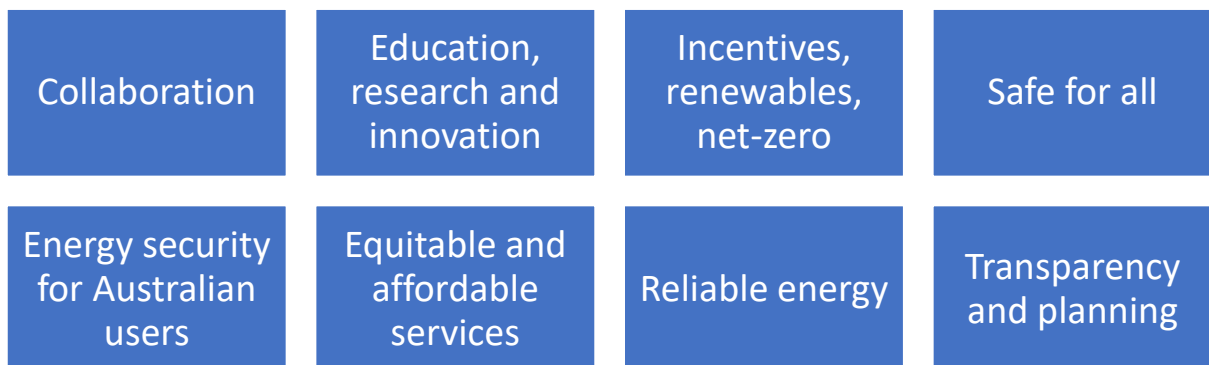 Collaboration
Education,
research and
innovation
Incentives,
renewables,
net-zero
Safe for all
Energy security
for Australian
users
Equitable and
affordable
services
Reliable energy
Transparency
and planning